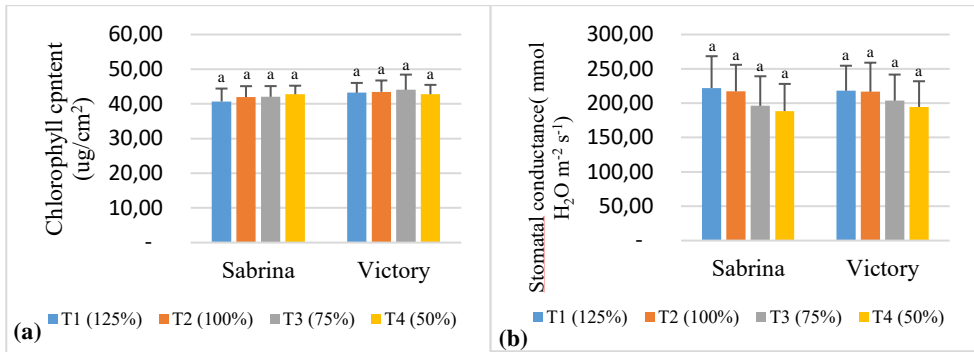 60,00
50,00
40,00
30,00
20,00
10,00
-
Chlorophyll cpntent
(ug/cm2)
a a a a a a a a
Sabrina Victory
T1 (125%) T2 (100%) T3 (75%) T4 (50%)
(a)
300,00
250,00
200,00
150,00
100,00
50,00
-
Stomatal conductance( mmol
H2O m-2 s-1)
a a a a a a a a
Sabrina Victory
T1 (125%) T2 (100%) T3 (75%) T4 (50%)
(b)